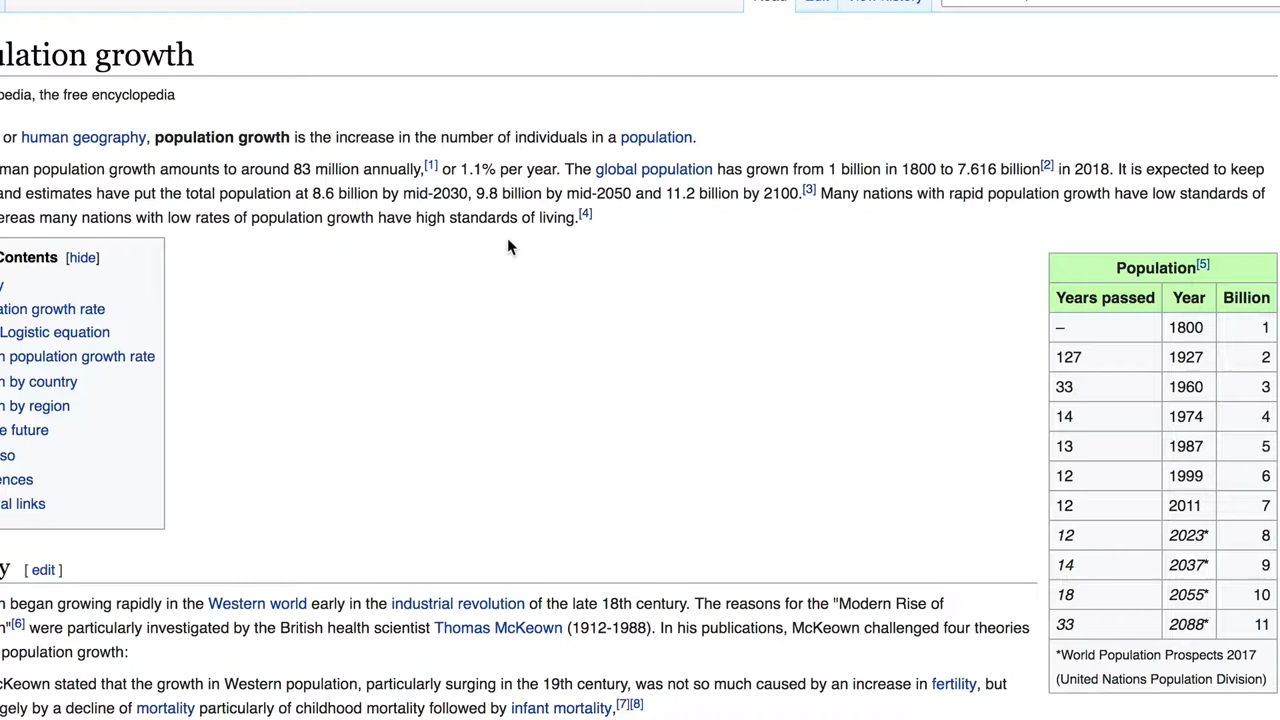 ulation growth
pedia, the free encyclopedia
or human geography, population growth is the increase in the number of individuals in a population.
man population growth amounts to around 83 million annually,[1] or 1.1% per year. The global population has grown from 1 billion in 1800 to 7.616 billion[2] in 2018. It is expected to keep
and estimates have put the total population at 8.6 billion by mid-2030, 9.8 billion by mid-2050 and 11.2 billion by 2100.[3] Many nations with rapid population growth have low standards of
ereas many nations with low rates of population growth have high standards of living.[4]
Contents [hide]
y
ation growth rate
Logistic equation
n population growth rate
n by country
n by region
e future
so
ences
al links
Population[5]
Years passed Year Billion
– 1800 1
127 1927 2
33 1960 3
14 1974 4
13 1987 5
12 1999 6
12 2011 7
12 2023* 8
14 2037* 9
18 2055* 10
33 2088* 11
*World Population Prospects 2017
(United Nations Population Division)
y [ edit ]
n began growing rapidly in the Western world early in the industrial revolution of the late 18th century. The reasons for the "Modern Rise of
n"[6] were particularly investigated by the British health scientist Thomas McKeown (1912-1988). In his publications, McKeown challenged four theories
population growth:
cKeown stated that the growth in Western population, particularly surging in the 19th century, was not so much caused by an increase in fertility, but
gely by a decline of mortality particularly of childhood mortality followed by infant mortality,[7][8]